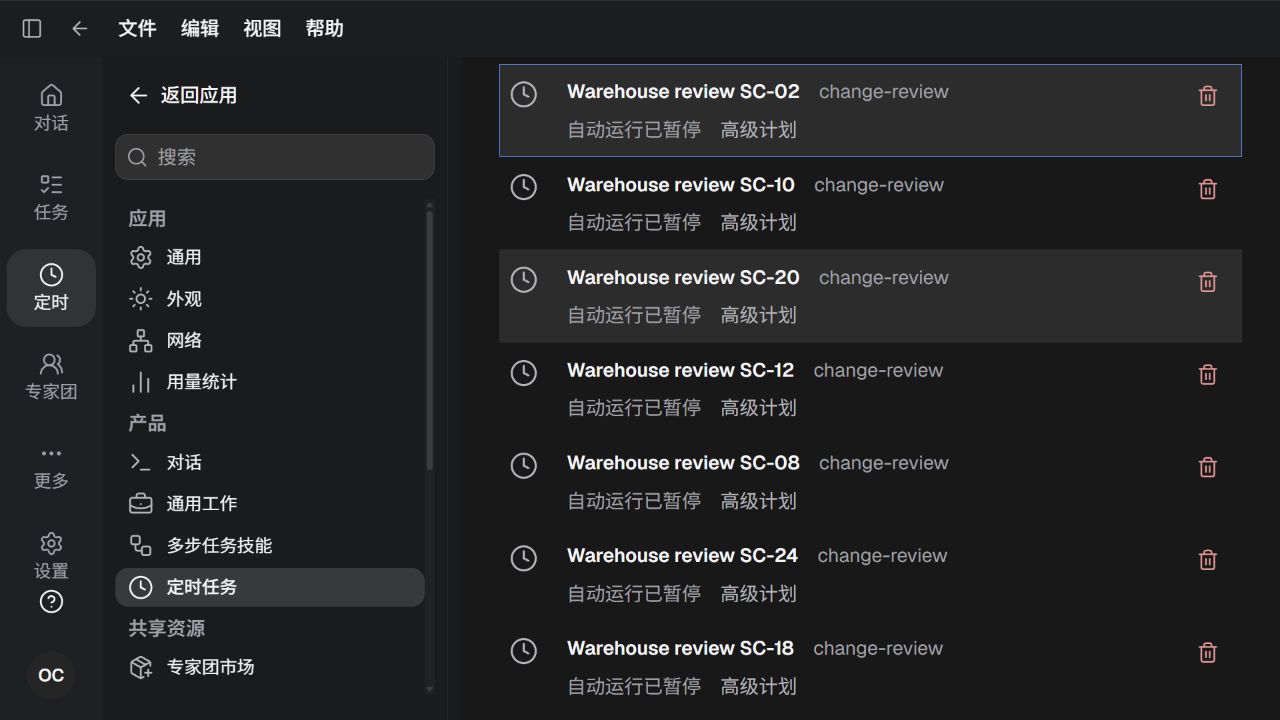 文件 编辑 视图 帮助
对话
任务
定时
专家团
更多
设置
OC
返回应用
搜索
应用
通用
外观
网络
用量统计
产品
对话
通用工作
多步任务技能
定时任务
共享资源
专家团市场
Warehouse review SC-02 change-review
自动运行已暂停 高级计划
Warehouse review SC-10 change-review
自动运行已暂停 高级计划
Warehouse review SC-20 change-review
自动运行已暂停 高级计划
Warehouse review SC-12 change-review
自动运行已暂停 高级计划
Warehouse review SC-08 change-review
自动运行已暂停 高级计划
Warehouse review SC-24 change-review
自动运行已暂停 高级计划
Warehouse review SC-18 change-review
自动运行已暂停 高级计划